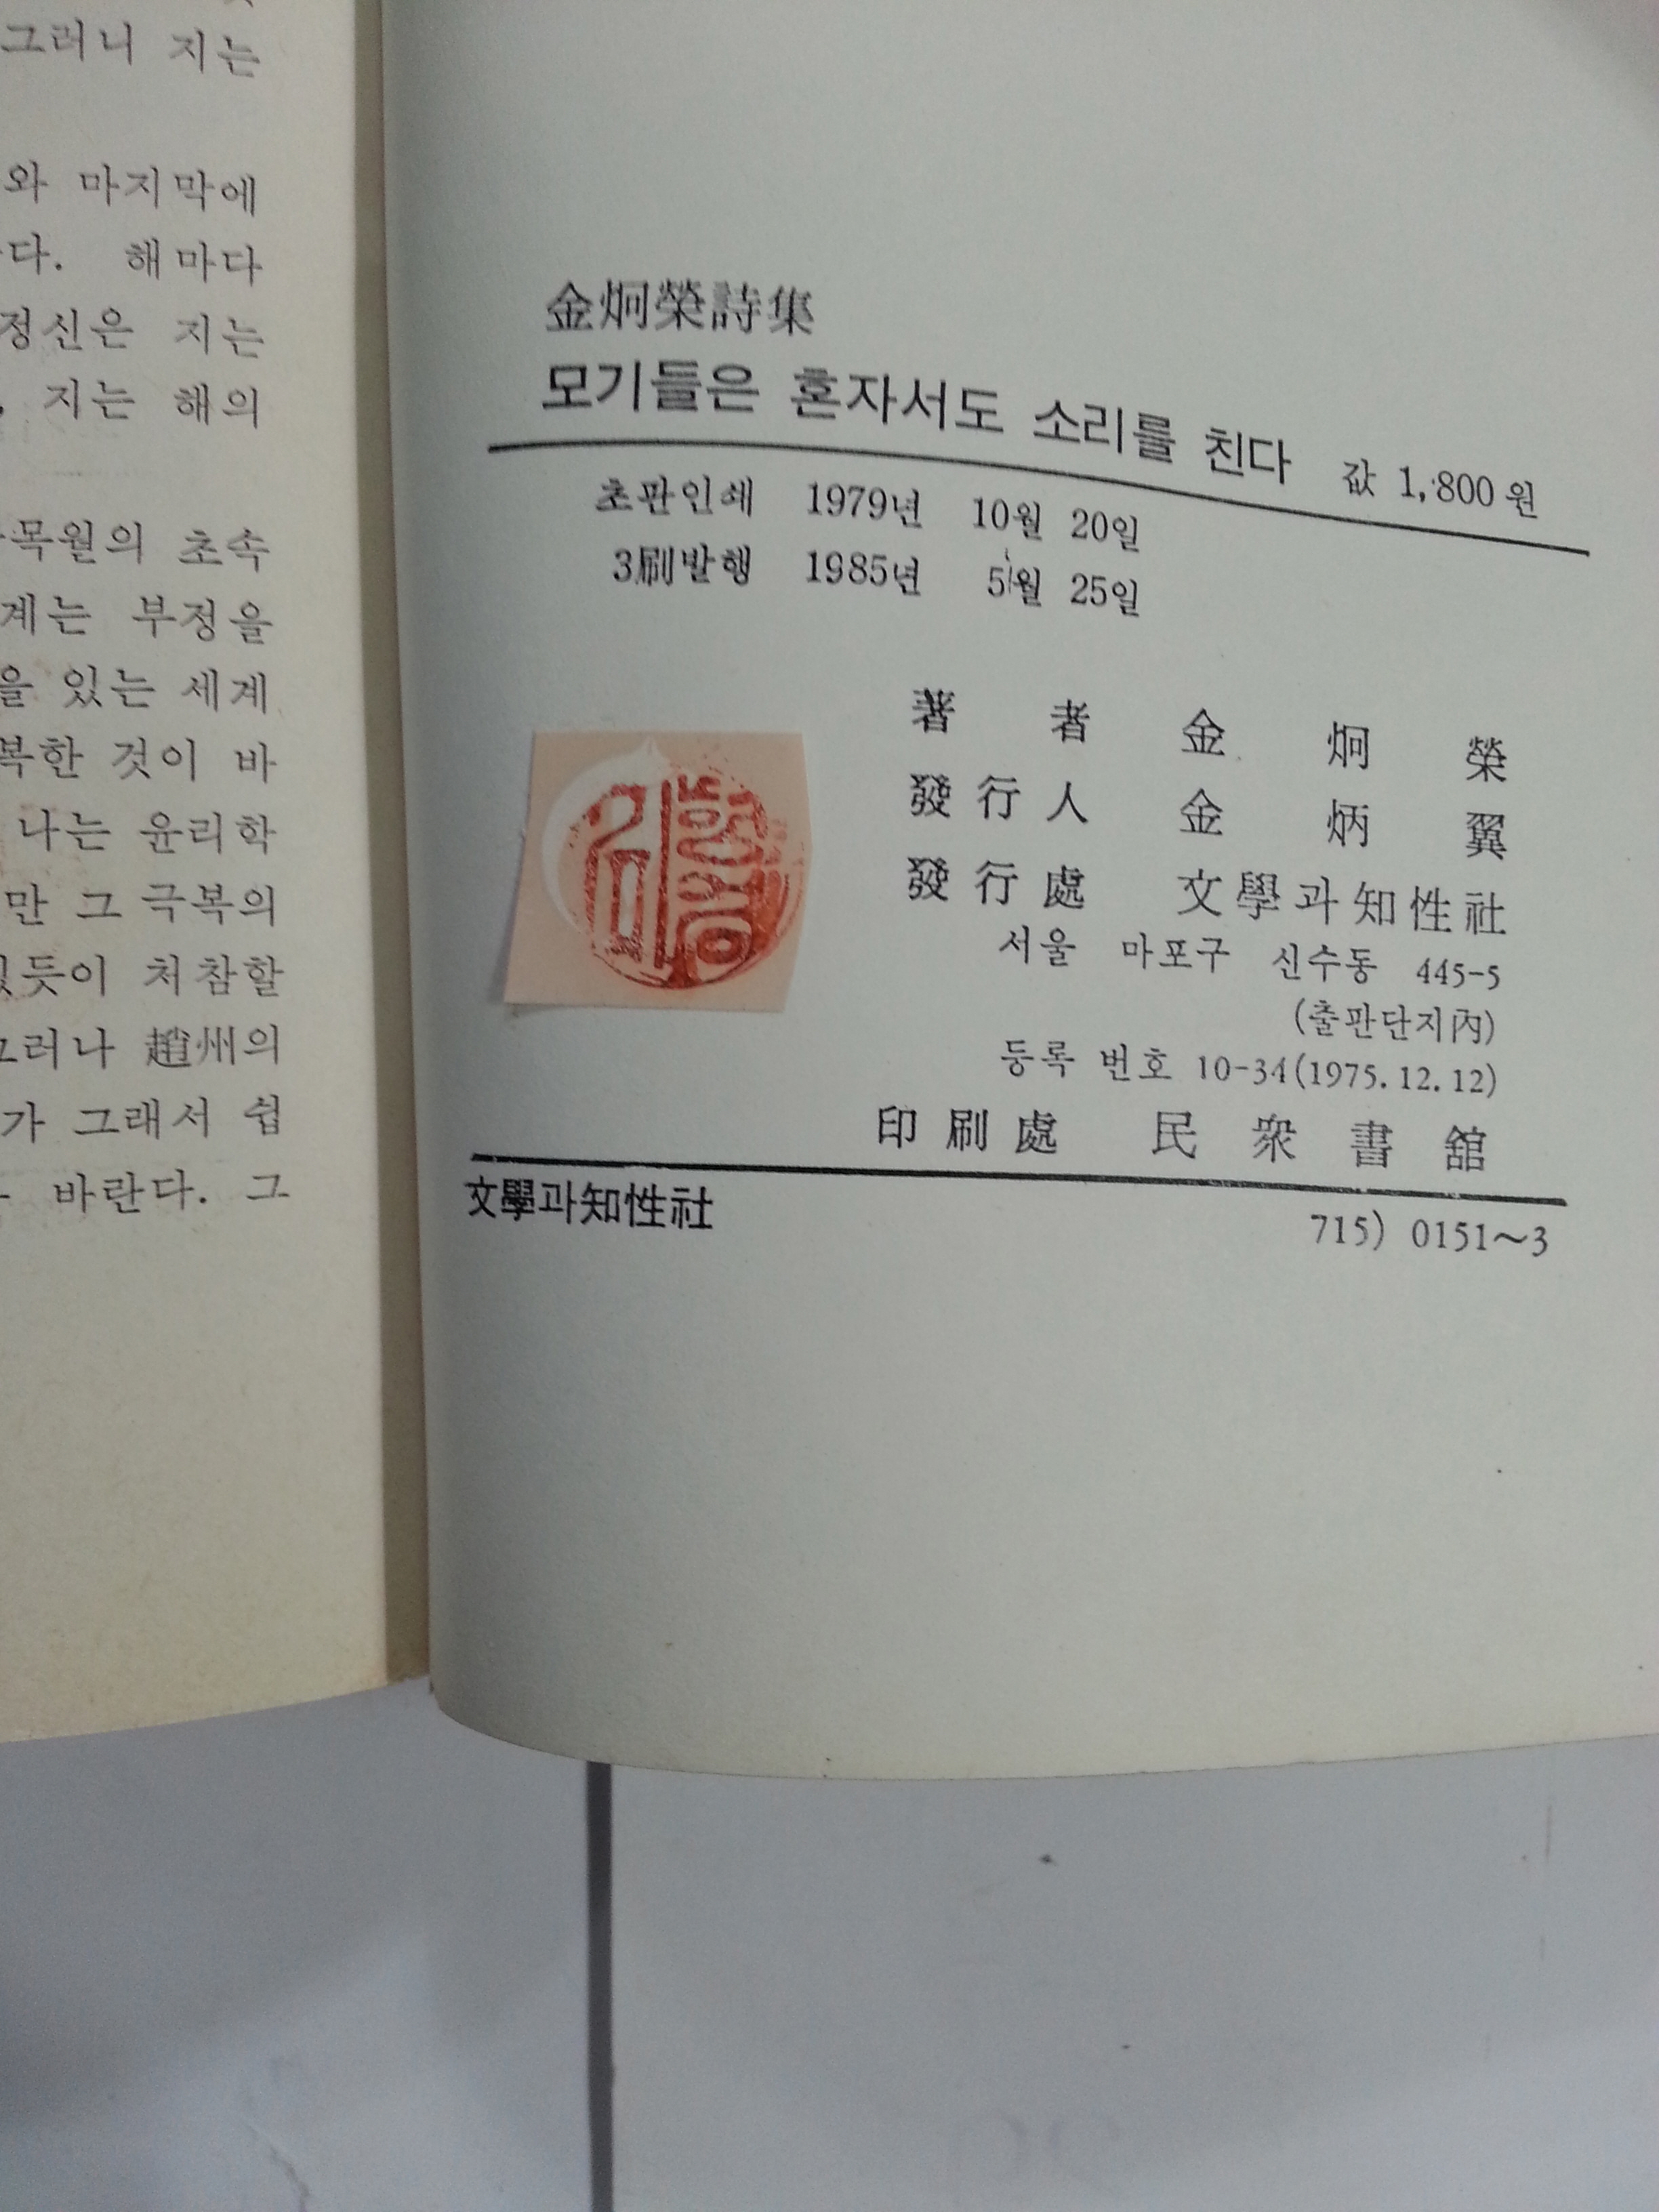 그러니 지는
와 마지막에
다. 해마다
정신은 지는
지는 해의
목월의 초속
계는 부정을
을 있는 세계
복한 것이 바
나는 윤리학
만 그 극복의
있듯이 처참할
그러나 趙州의
가 그래서 쉽
바란다. 그
金炯榮詩集
모기들은 혼자서도 소리를 친다 값 1,800원
초판인쇄 1979년 10월 20일
3刷발행 1985년 5월 25일
著者 金炯榮
發行人 金炳翼
發行處 文學과知性社
서울 마포구 신수동 445-5
(출판단지內)
등록 번호 10-34(1975.12.12)
印刷處 民衆書舘
文學과知性社 715) 0151~3
김형영